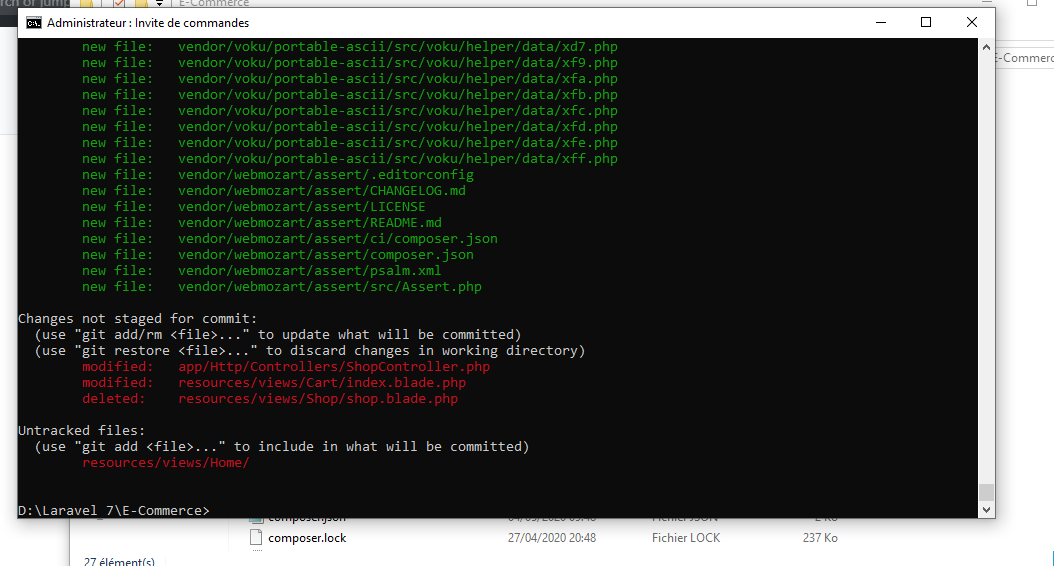 E-Commerce
Administrateur : Invite de commandes
new file:   vendor/voku/portable-ascii/src/voku/helper/data/xd7.php
new file:   vendor/voku/portable-ascii/src/voku/helper/data/xf9.php
new file:   vendor/voku/portable-ascii/src/voku/helper/data/xfa.php
new file:   vendor/voku/portable-ascii/src/voku/helper/data/xfb.php
new file:   vendor/voku/portable-ascii/src/voku/helper/data/xfc.php
new file:   vendor/voku/portable-ascii/src/voku/helper/data/xfd.php
new file:   vendor/voku/portable-ascii/src/voku/helper/data/xfe.php
new file:   vendor/voku/portable-ascii/src/voku/helper/data/xff.php
new file:   vendor/webmozart/assert/.editorconfig
new file:   vendor/webmozart/assert/CHANGELOG.md
new file:   vendor/webmozart/assert/LICENSE
new file:   vendor/webmozart/assert/README.md
new file:   vendor/webmozart/assert/ci/composer.json
new file:   vendor/webmozart/assert/composer.json
new file:   vendor/webmozart/assert/psalm.xml
new file:   vendor/webmozart/assert/src/Assert.php
Changes not staged for commit:
(use "git add/rm <file>..." to update what will be committed)
(use "git restore <file>..." to discard changes in working directory)
modified:   app/Http/Controllers/ShopController.php
modified:   resources/views/Cart/index.blade.php
deleted:    resources/views/Shop/shop.blade.php
Untracked files:
(use "git add <file>..." to include in what will be committed)
resources/views/Home/
D:\Laravel 7\E-Commerce>
E-Commerc
composer.json Fichier JSON 2 Ko
composer.lock 27/04/2020 20:48 Fichier LOCK 237 Ko
27 élément(s)